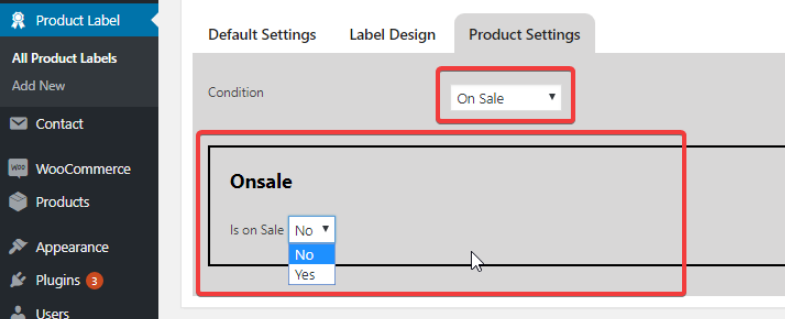 Product Label
All Product Labels
Add New
Contact
WooCommerce
Products
Appearance
Plugins 3
Users
Default Settings
Label Design
Product Settings
Condition
On Sale
Onsale
Is on Sale No
No
Yes